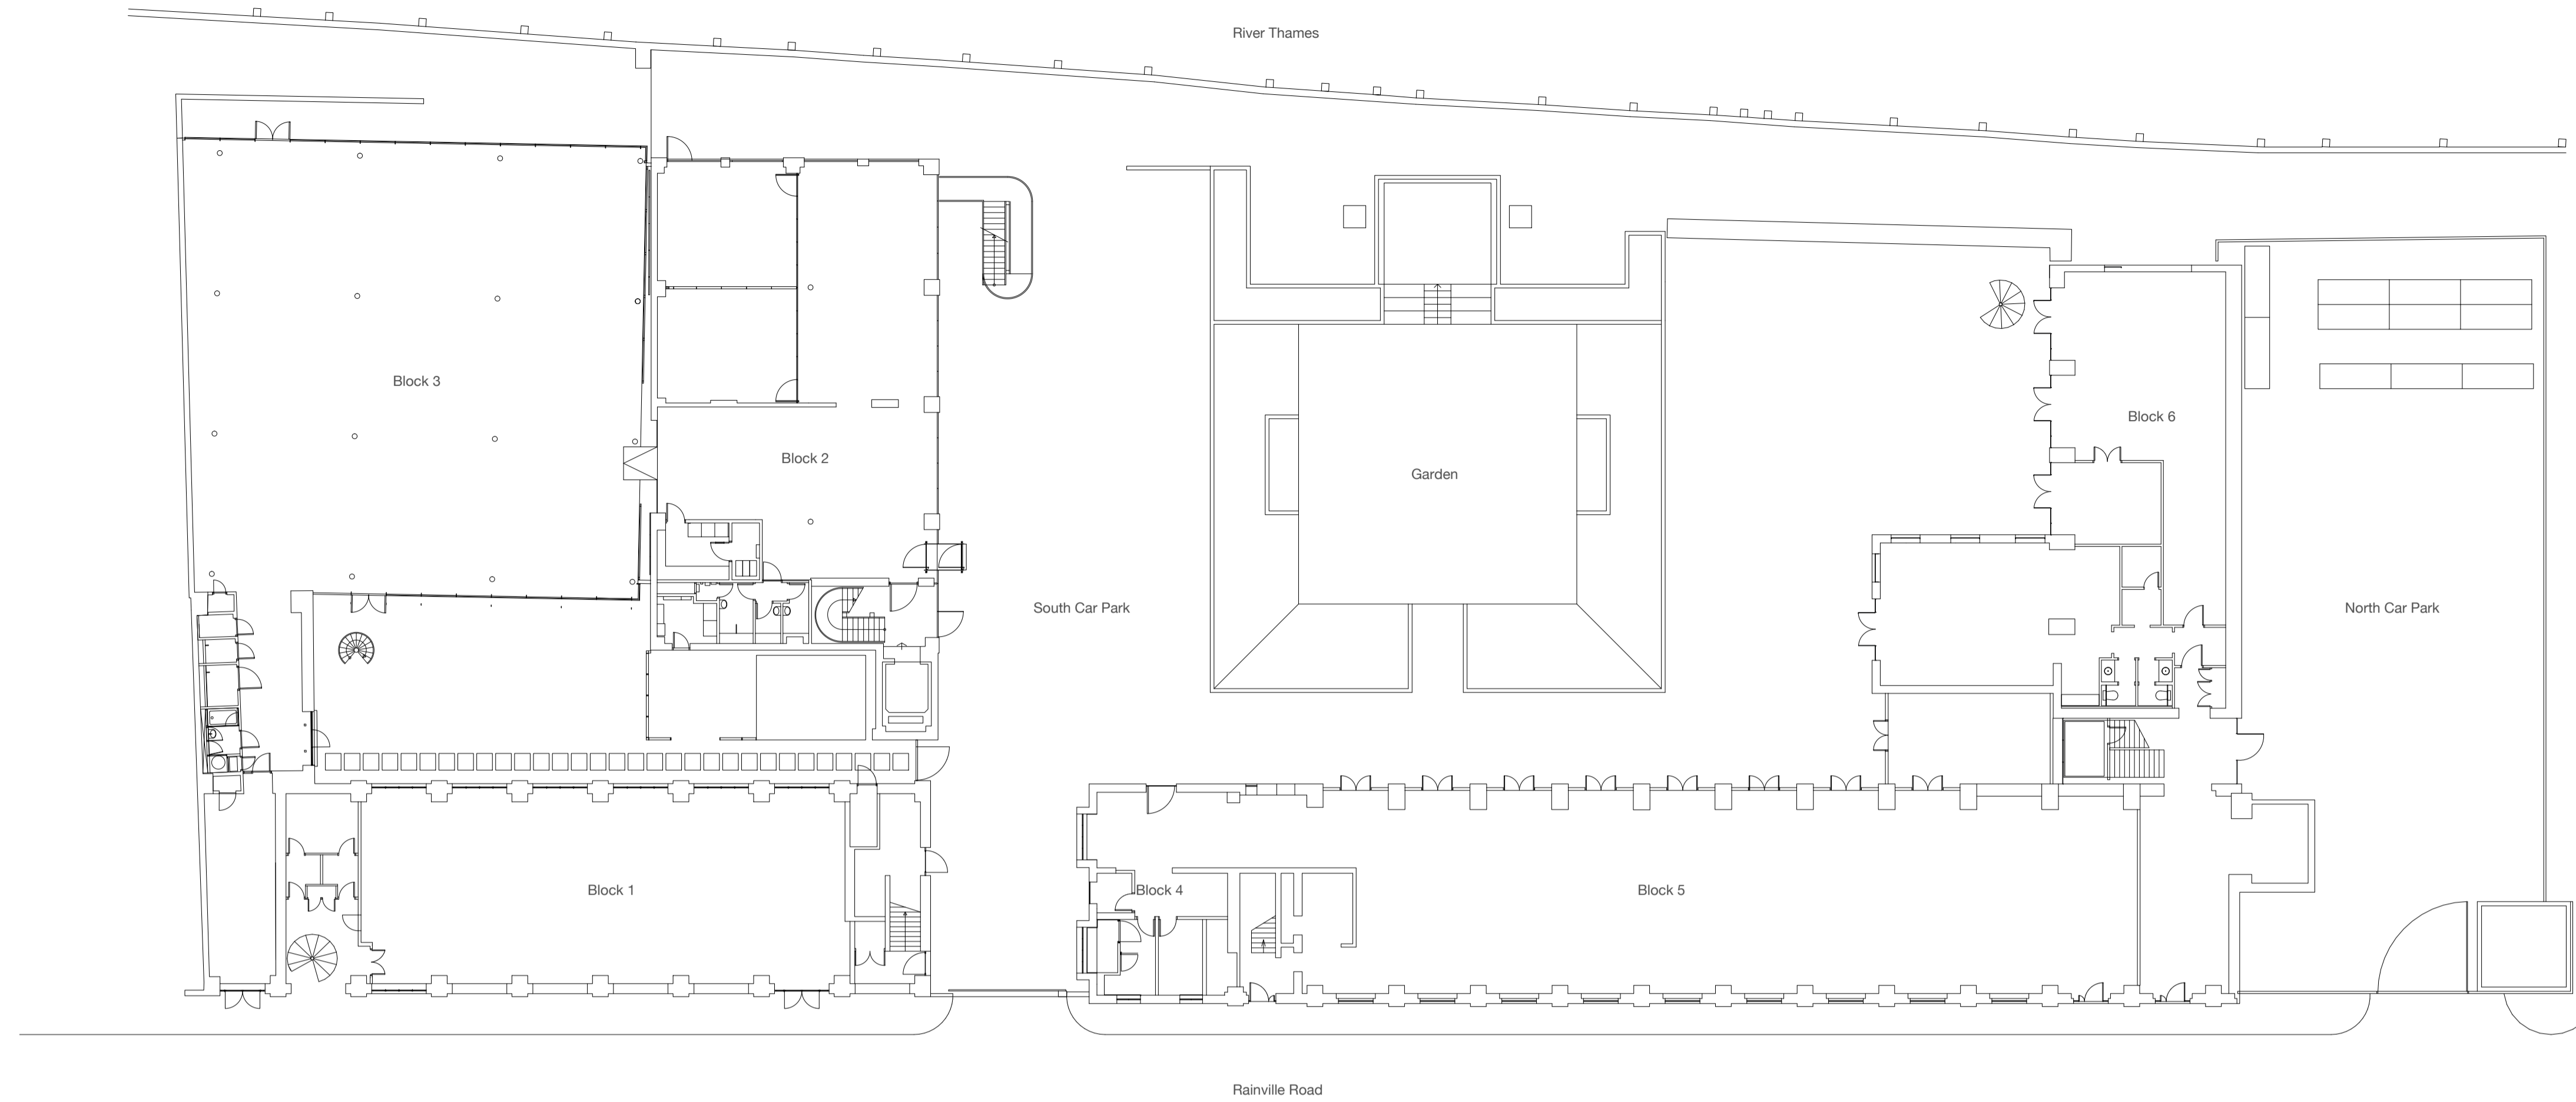 River Thames
Block 3
Block 6
Block 2
Garden
South Car Park
North Car Park
Block 1
Block 4
Block 5
Rainville Road